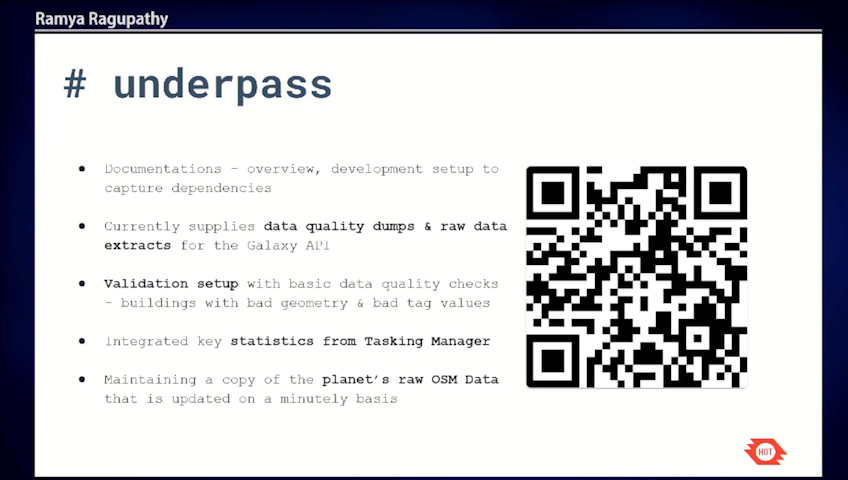 Ramya Ragupathy
# underpass
• Documentations - overview, development setup to
capture dependencies
• Currently supplies data quality dumps & raw data
extracts for the Galaxy API
• Validation setup with basic data quality checks
- buildings with bad geometry & bad tag values
• Integrated key statistics from Tasking Manager
• Maintaining a copy of the planet's raw OSM Data
that is updated on a minutely basis
HOT